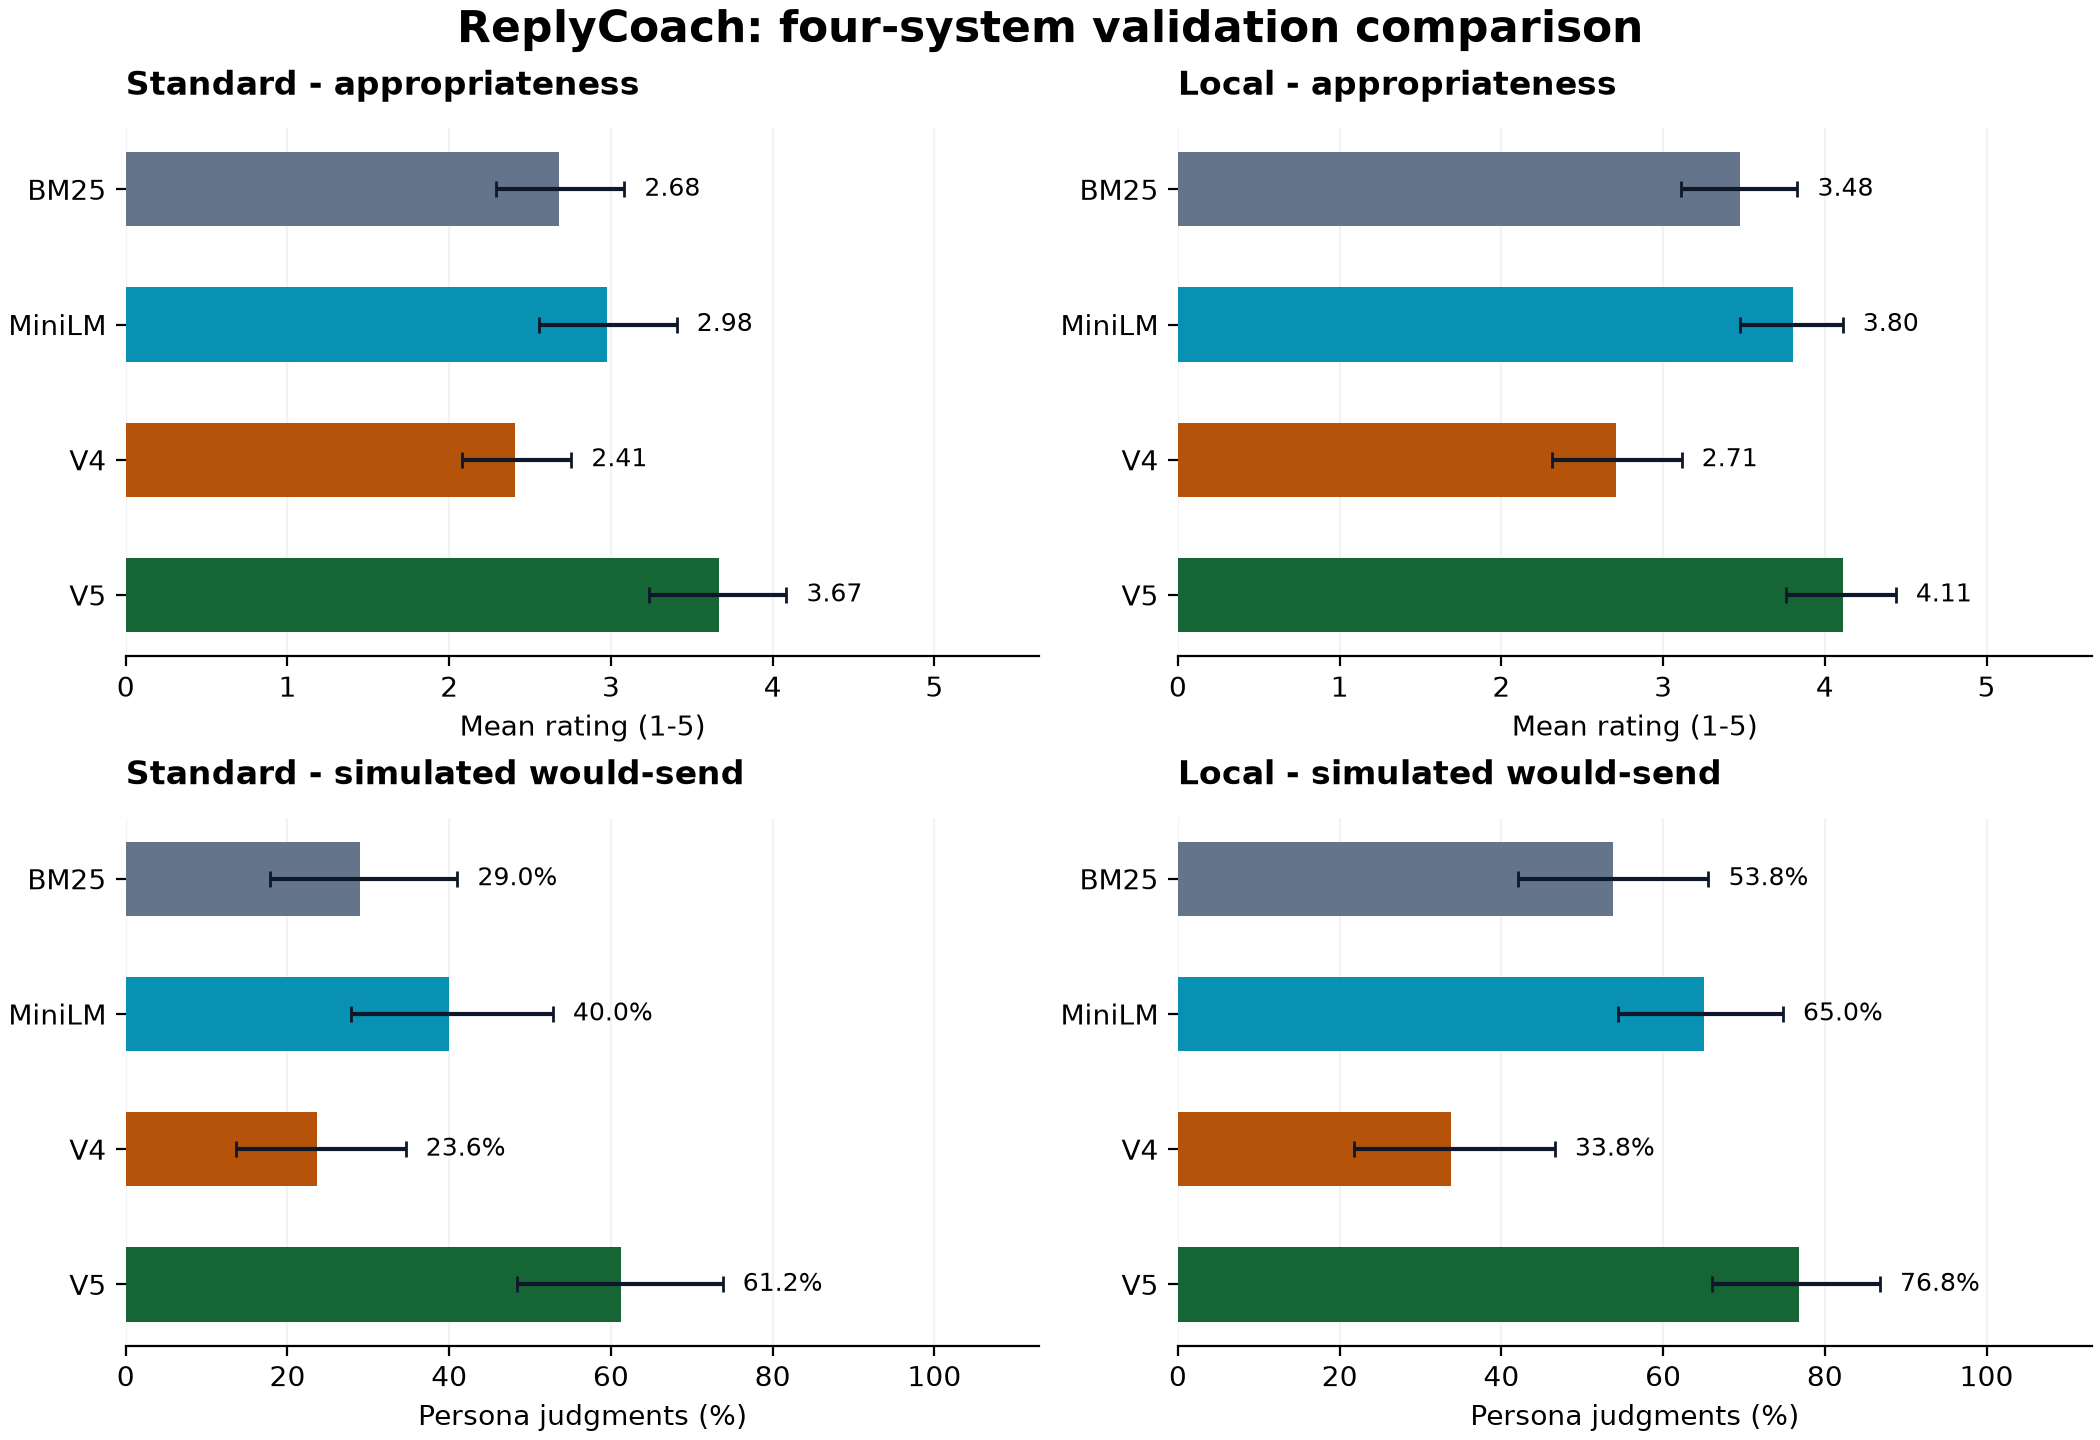 ReplyCoach: four-system validation comparison
Standard - appropriateness
BM25
2.68
MiniLM
2.98
V4
2.41
V5
3.67
0 1 2 3 4 5
Mean rating (1-5)
Local - appropriateness
BM25
3.48
MiniLM
3.80
V4
2.71
V5
4.11
0 1 2 3 4 5
Mean rating (1-5)
Standard - simulated would-send
BM25
29.0%
MiniLM
40.0%
V4
23.6%
V5
61.2%
0 20 40 60 80 100
Persona judgments (%)
Local - simulated would-send
BM25
53.8%
MiniLM
65.0%
V4
33.8%
V5
76.8%
0 20 40 60 80 100
Persona judgments (%)